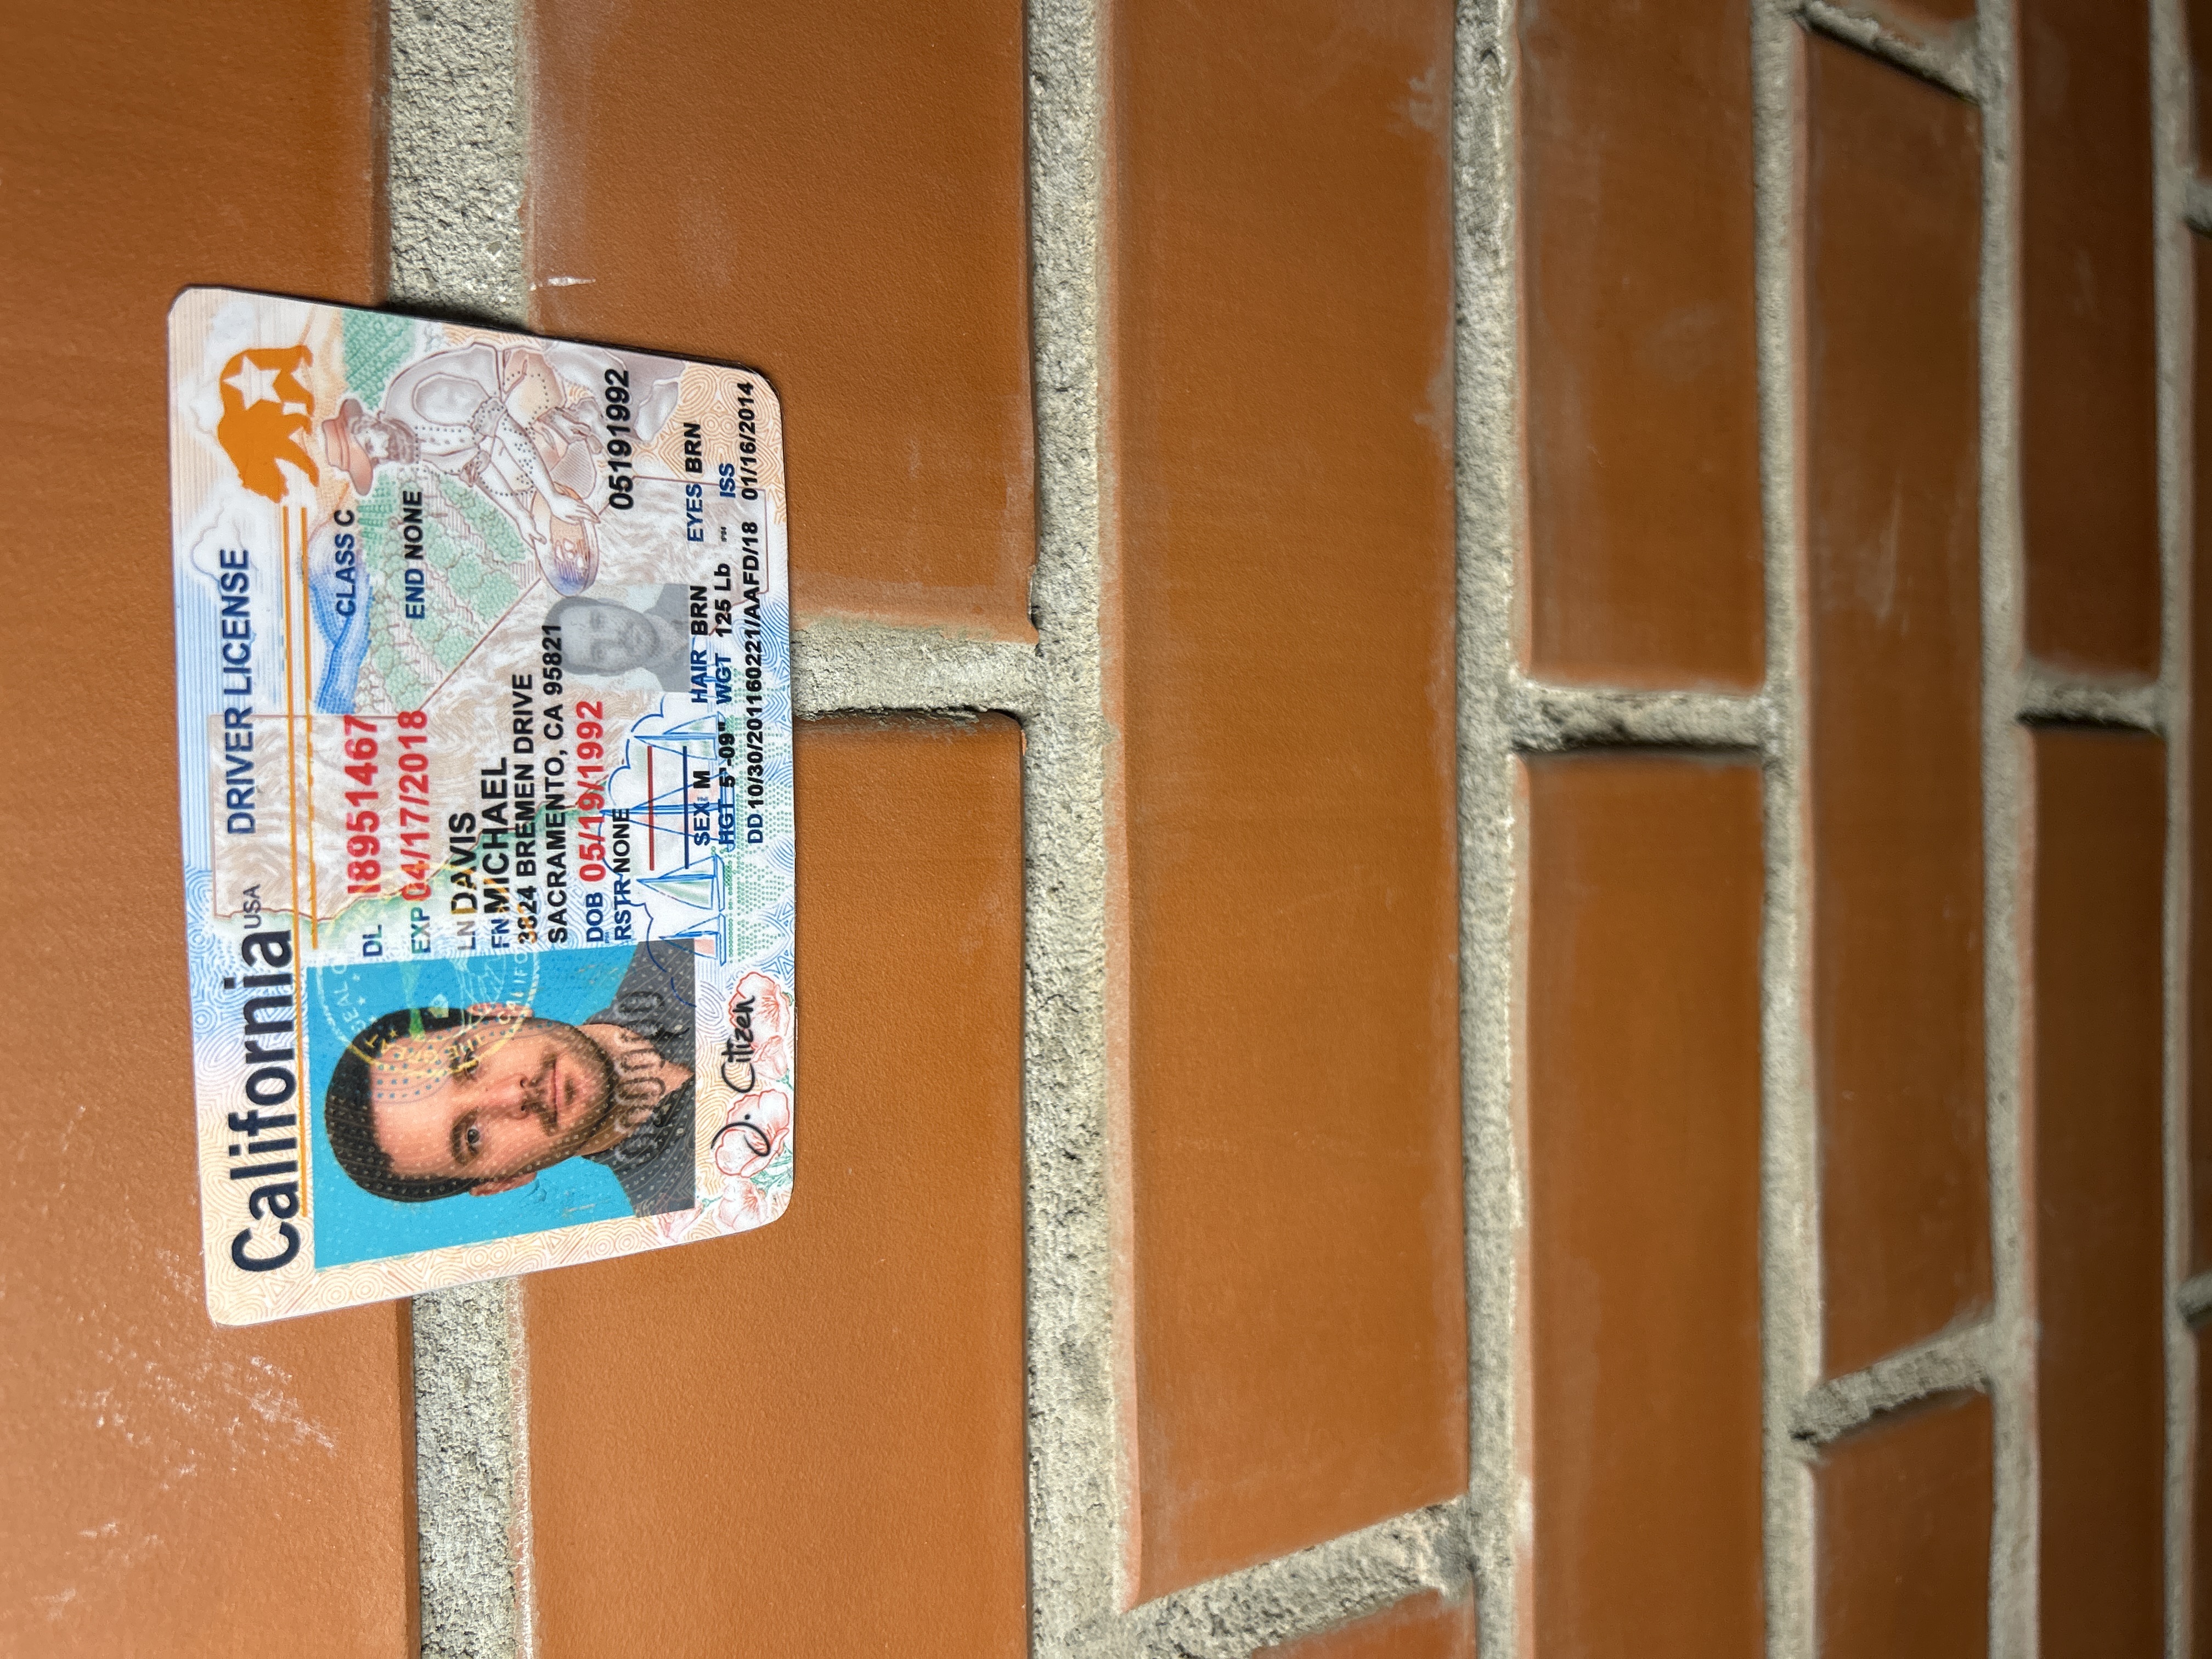 California USA DRIVER LICENSE
DL I8951467 CLASS C
EXP 04/17/2018 END NONE
LN DAVIS
FN MICHAEL
3824 BREMEN DRIVE
SACRAMENTO, CA 95821
DOB 05/19/1992
RSTR NONE 05191992
SEX M HAIR BRN EYES BRN
HGT 5'-09" WGT 125 Lb ISS
DD 10/30/201160221/AAFD/18 01/16/2014
J. Citizen